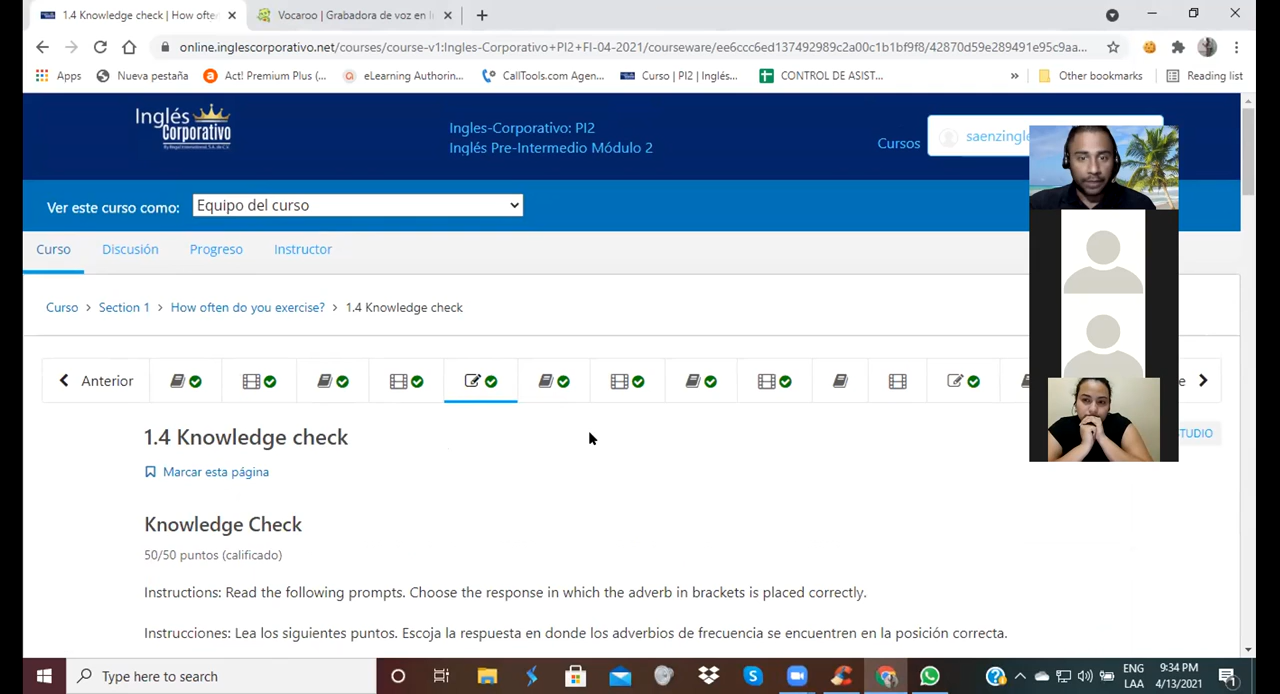 1.4 Knowledge check | How ofte
Vocaroo | Grabadora de voz en l
online.inglescorporativo.net/courses/course-v1:Ingles-Corporativo+PI2+FI-04-2021/courseware/ee6ccc6ed137492989c2a00c1b1bf9f8/42870d59e289491e95c9aa...
Apps
Nueva pestaña
Act! Premium Plus (...
eLearning Authorin...
CallTools.com Agen...
Curso | PI2 | Inglés...
CONTROL DE ASIST...
»
Other bookmarks
Reading list
Inglés
Corporativo
Ingles-Corporativo: PI2
Inglés Pre-Intermedio Módulo 2
Cursos
saenzingle
Ver este curso como:
Equipo del curso
Curso
Discusión
Progreso
Instructor
Curso > Section 1 > How often do you exercise? > 1.4 Knowledge check
Anterior
e
1.4 Knowledge check
TUDIO
Marcar esta página
Knowledge Check
50/50 puntos (calificado)
Instructions: Read the following prompts. Choose the response in which the adverb in brackets is placed correctly.
Instrucciones: Lea los siguientes puntos. Escoja la respuesta en donde los adverbios de frecuencia se encuentren en la posición correcta.
Type here to search
ENG
LAA
9:34 PM
4/13/2021